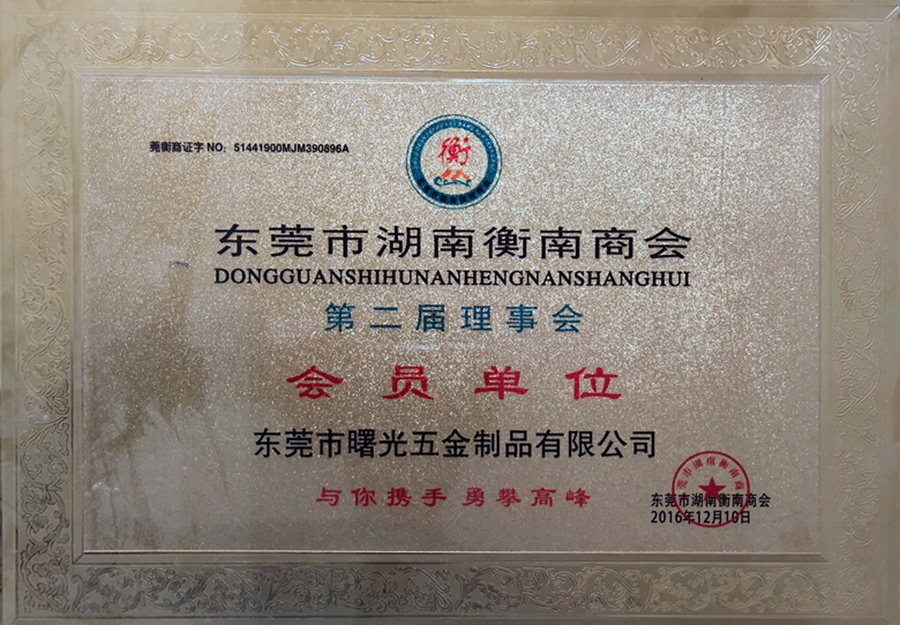 莞衡商证字 NO: 51441900MJM390896A
衡
东莞市湖南衡南商会
DONGGUANSHIHUNANHENGNANSHANGHUI
第二届理事会
会员单位
东莞市曙光五金制品有限公司
与你携手 勇攀高峰
东莞市湖南衡南商会
2016年12月10日